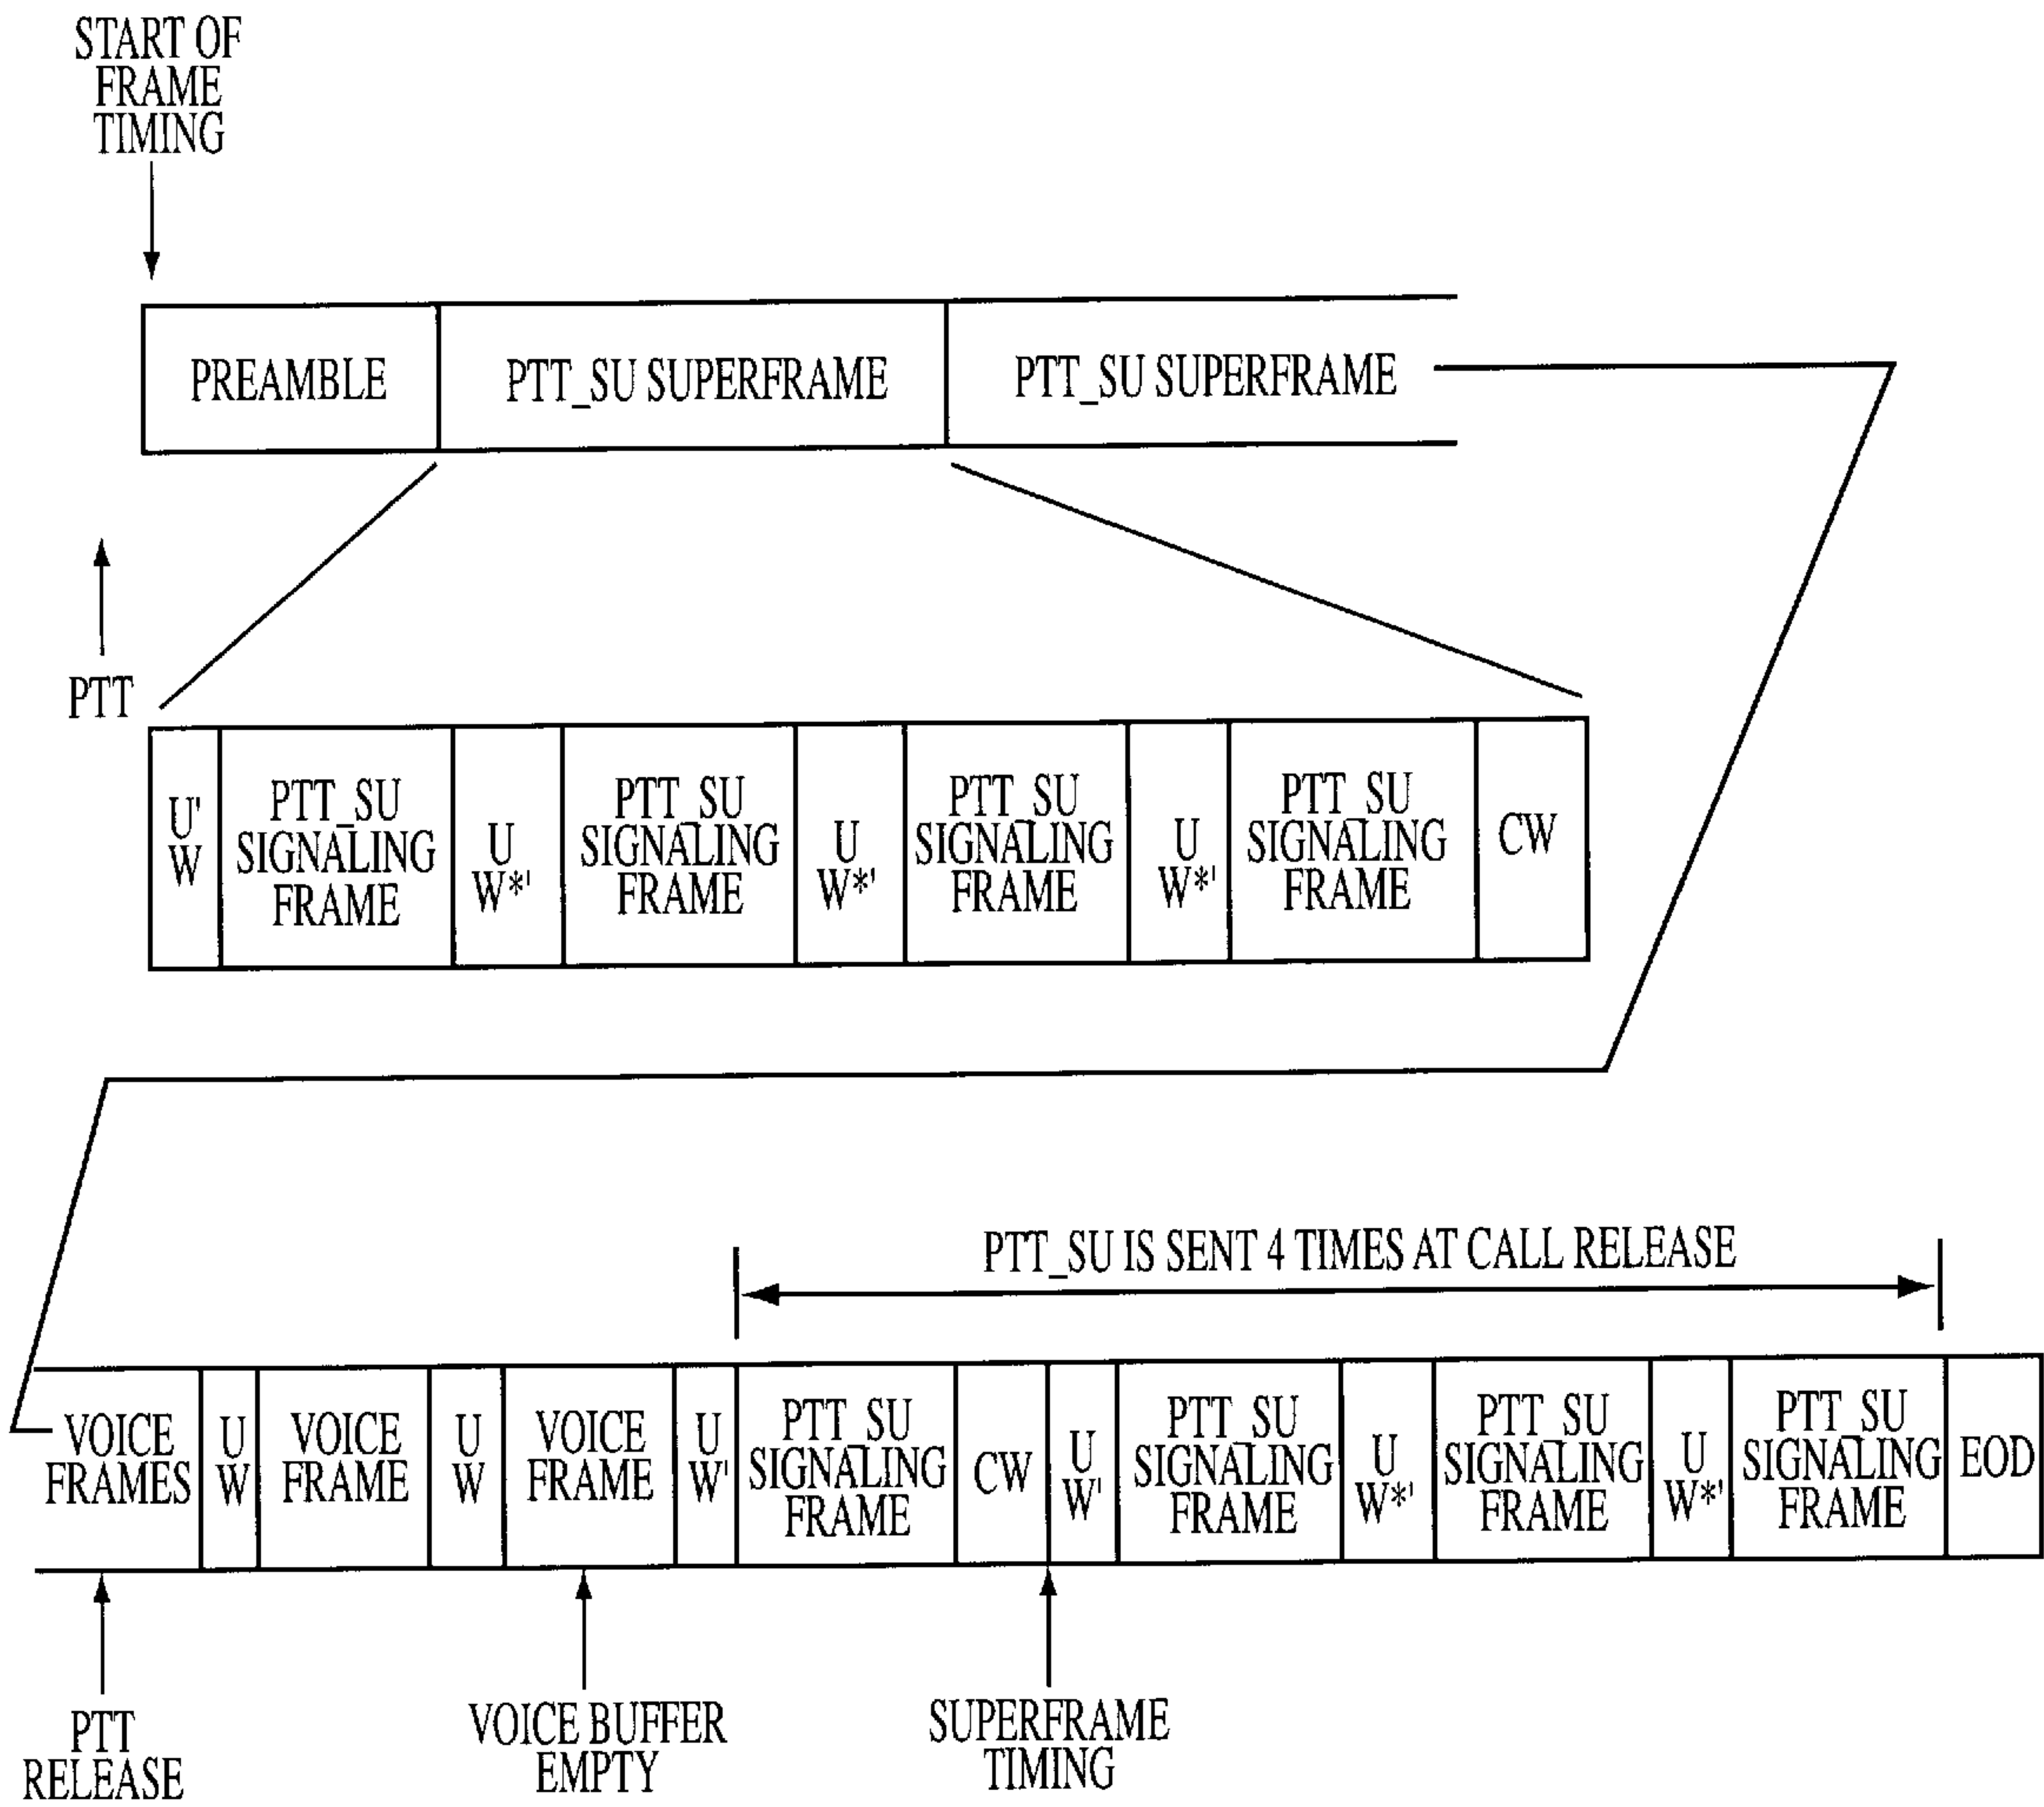 START OF
FRAME
TIMING
PREAMBLE
PTT_SU SUPERFRAME
PTT_SU SUPERFRAME
PTT
U'
W
PTT_SU
SIGNALING
FRAME
U
W*'
PTT_SU
SIGNALING
FRAME
U
W*'
PTT_SU
SIGNALING
FRAME
U
W*'
PTT_SU
SIGNALING
FRAME
CW
PTT_SU IS SENT 4 TIMES AT CALL RELEASE
VOICE
FRAMES
U
W
VOICE
FRAME
U
W
VOICE
FRAME
U
W'
PTT_SU
SIGNALING
FRAME
CW
U
W'
PTT_SU
SIGNALING
FRAME
U
W*'
PTT_SU
SIGNALING
FRAME
U
W*'
PTT_SU
SIGNALING
FRAME
EOD
PTT
RELEASE
VOICE BUFFER
EMPTY
SUPERFRAME
TIMING